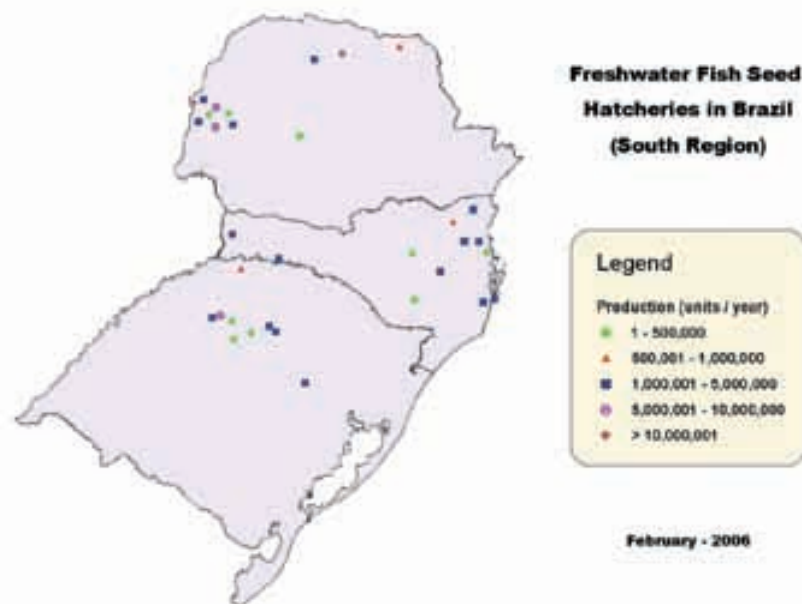 Freshwater Fish Seed
Hatcheries in Brazil
(South Region)
Legend
Production (units / year)
1 - 500,000
500,001 - 1,000,000
1,000,001 - 5,000,000
5,000,001 - 10,000,000
> 10,000,001
February - 2006